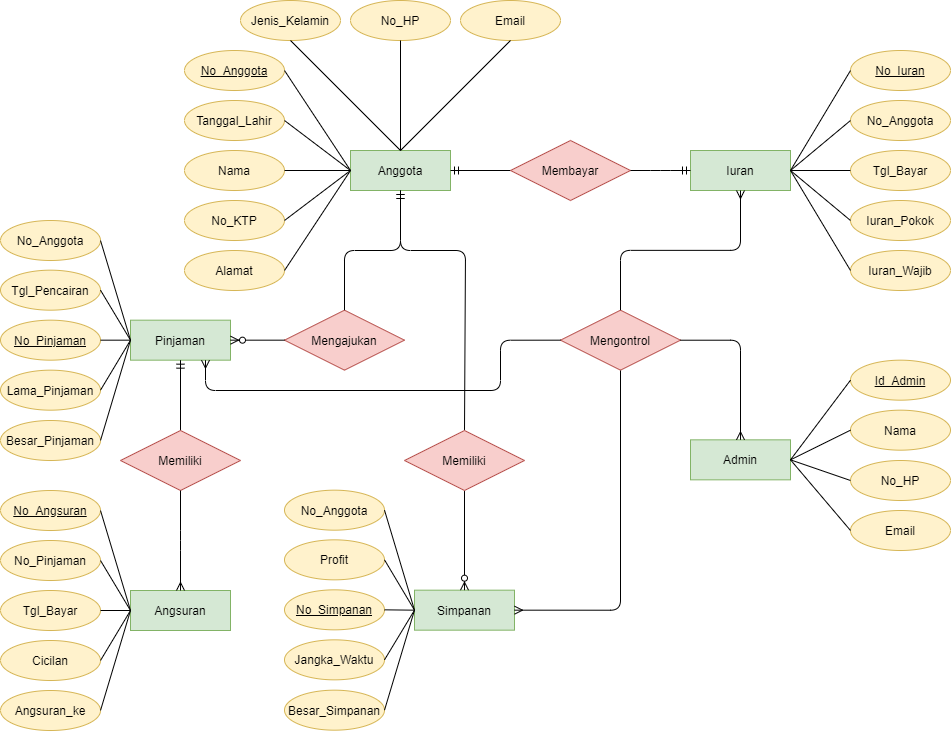 Jenis_Kelamin
No_HP
Email
No_Anggota
Tanggal_Lahir
Nama
No_KTP
Alamat
Anggota
Membayar
Iuran
No_Iuran
No_Anggota
Tgl_Bayar
Iuran_Pokok
Iuran_Wajib
No_Anggota
Tgl_Pencairan
No_Pinjaman
Lama_Pinjaman
Besar_Pinjaman
Pinjaman
Mengajukan
Mengontrol
Memiliki
Memiliki
Admin
Id_Admin
Nama
No_HP
Email
No_Angsuran
No_Pinjaman
Tgl_Bayar
Cicilan
Angsuran_ke
Angsuran
No_Anggota
Profit
No_Simpanan
Jangka_Waktu
Besar_Simpanan
Simpanan